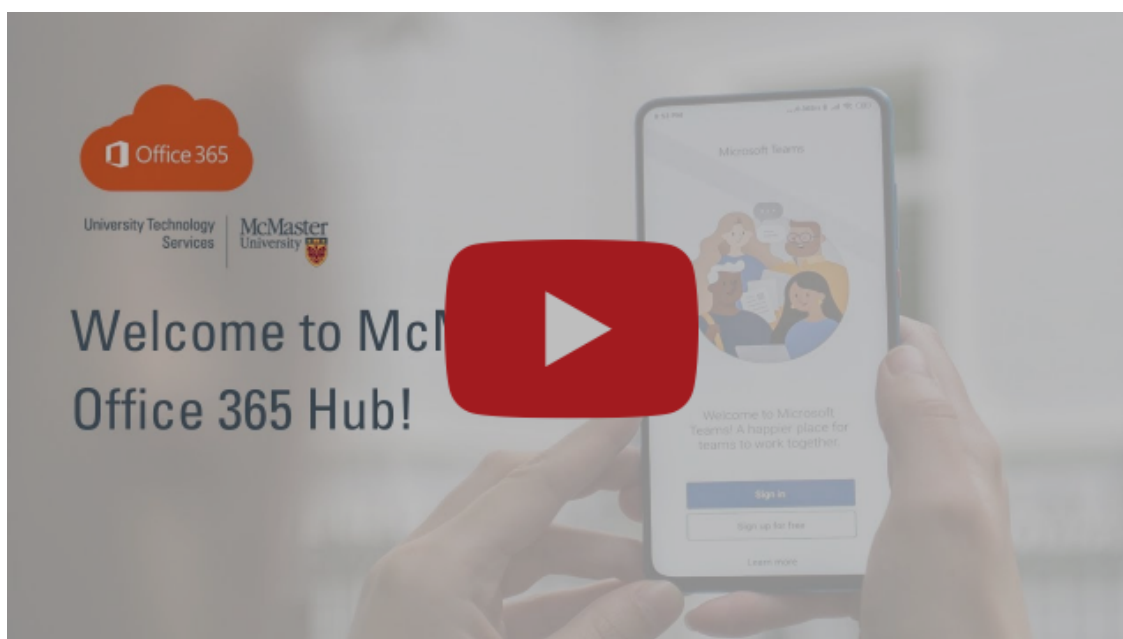 Office 365
University Technology
Services
McMaster
University
Welcome to McM
Office 365 Hub!
Microsoft Teams
Welcome to Microsoft
Teams! A happier place for
teams to work together.
Sign in
Sign up for free
Learn more